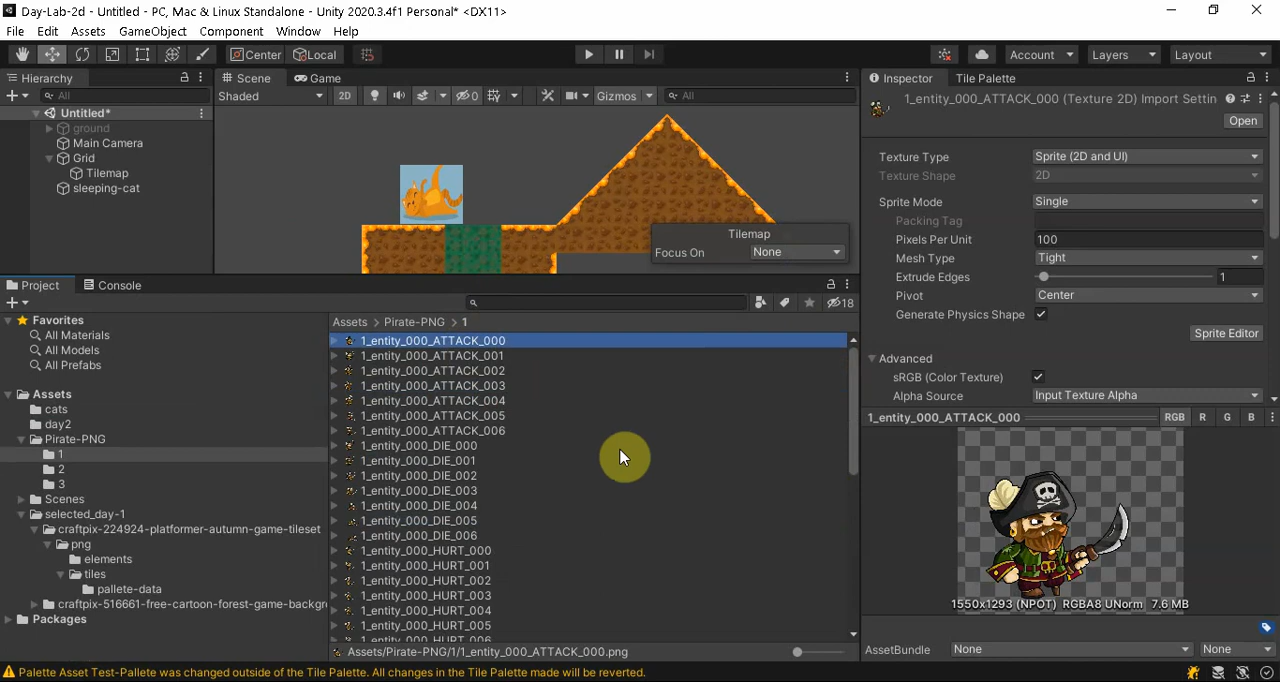 Day-Lab-2d - Untitled - PC, Mac & Linux Standalone - Unity 2020.3.4f1 Personal* <DX11>
File Edit Assets GameObject Component Window Help
Center Local Account Layers Layout
Hierarchy Scene Game Inspector Tile Palette
All Shaded 2D 0 Gizmos All
1_entity_000_ATTACK_000 (Texture 2D) Import Settin
Open
Untitled*
ground
Main Camera
Grid
Tilemap
sleeping-cat
Tilemap
Focus On None
Texture Type Sprite (2D and UI)
Texture Shape 2D
Sprite Mode Single
Packing Tag
Pixels Per Unit 100
Mesh Type Tight
Extrude Edges 1
Pivot Center
Generate Physics Shape
Sprite Editor
Advanced
sRGB (Color Texture)
Alpha Source Input Texture Alpha
Project Console
18
Favorites
All Materials
All Models
All Prefabs
Assets
cats
day2
Pirate-PNG
1
2
3
Scenes
selected_day-1
craftpix-224924-platformer-autumn-game-tileset
png
elements
tiles
pallete-data
craftpix-516661-free-cartoon-forest-game-backgr
Packages
Assets > Pirate-PNG > 1
1_entity_000_ATTACK_000
1_entity_000_ATTACK_001
1_entity_000_ATTACK_002
1_entity_000_ATTACK_003
1_entity_000_ATTACK_004
1_entity_000_ATTACK_005
1_entity_000_ATTACK_006
1_entity_000_DIE_000
1_entity_000_DIE_001
1_entity_000_DIE_002
1_entity_000_DIE_003
1_entity_000_DIE_004
1_entity_000_DIE_005
1_entity_000_DIE_006
1_entity_000_HURT_000
1_entity_000_HURT_001
1_entity_000_HURT_002
1_entity_000_HURT_003
1_entity_000_HURT_004
1_entity_000_HURT_005
1_entity_000_HURT_006
Assets/Pirate-PNG/1/1_entity_000_ATTACK_000.png
1_entity_000_ATTACK_000 RGB R G B
1550x1293 (NPOT) RGBA8 UNorm 7.6 MB
AssetBundle None None
Palette Asset Test-Pallete was changed outside of the Tile Palette. All changes in the Tile Palette made will be reverted.